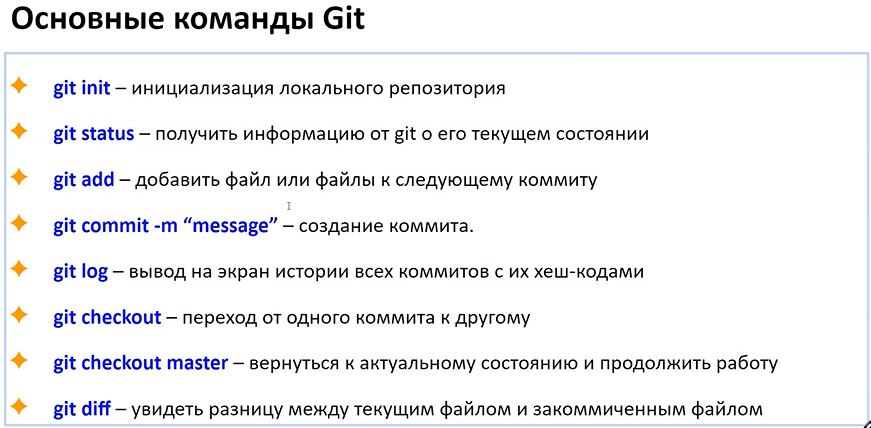 Основные команды Git
git init – инициализация локального репозитория
git status – получить информацию от git о его текущем состоянии
git add – добавить файл или файлы к следующему коммиту
git commit -m “message” – создание коммита.
git log – вывод на экран истории всех коммитов с их хеш-кодами
git checkout – переход от одного коммита к другому
git checkout master – вернуться к актуальному состоянию и продолжить работу
git diff – увидеть разницу между текущим файлом и закоммиченным файлом